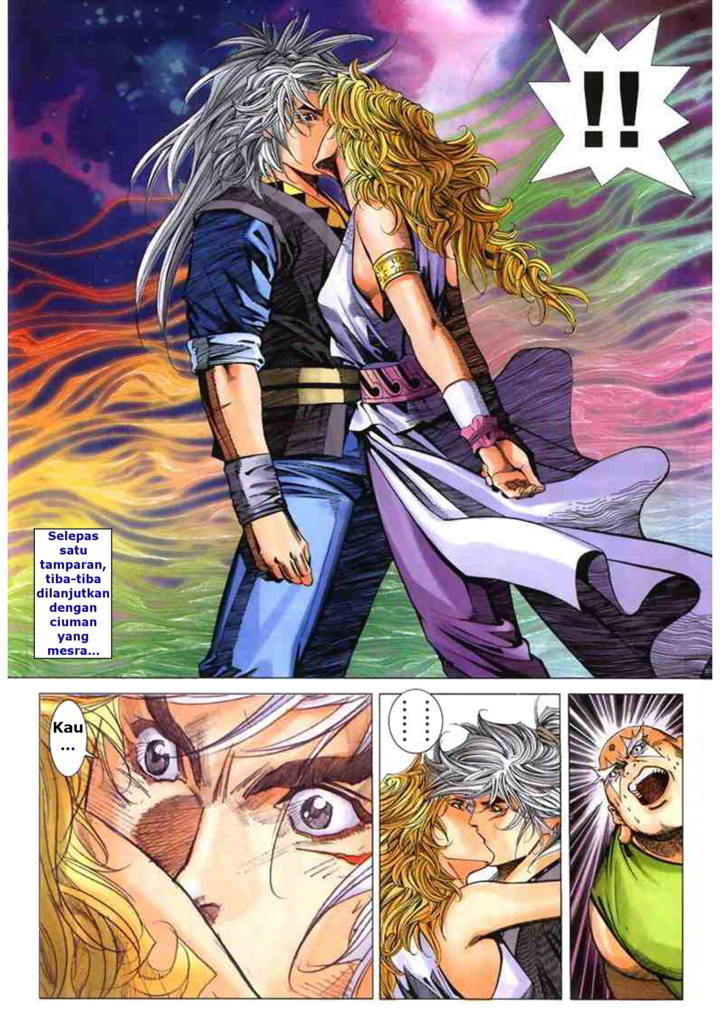 !!
Selepas
satu
tamparan,
tiba-tiba
dilanjutkan
dengan
ciuman
yang
mesra...
Kau
...